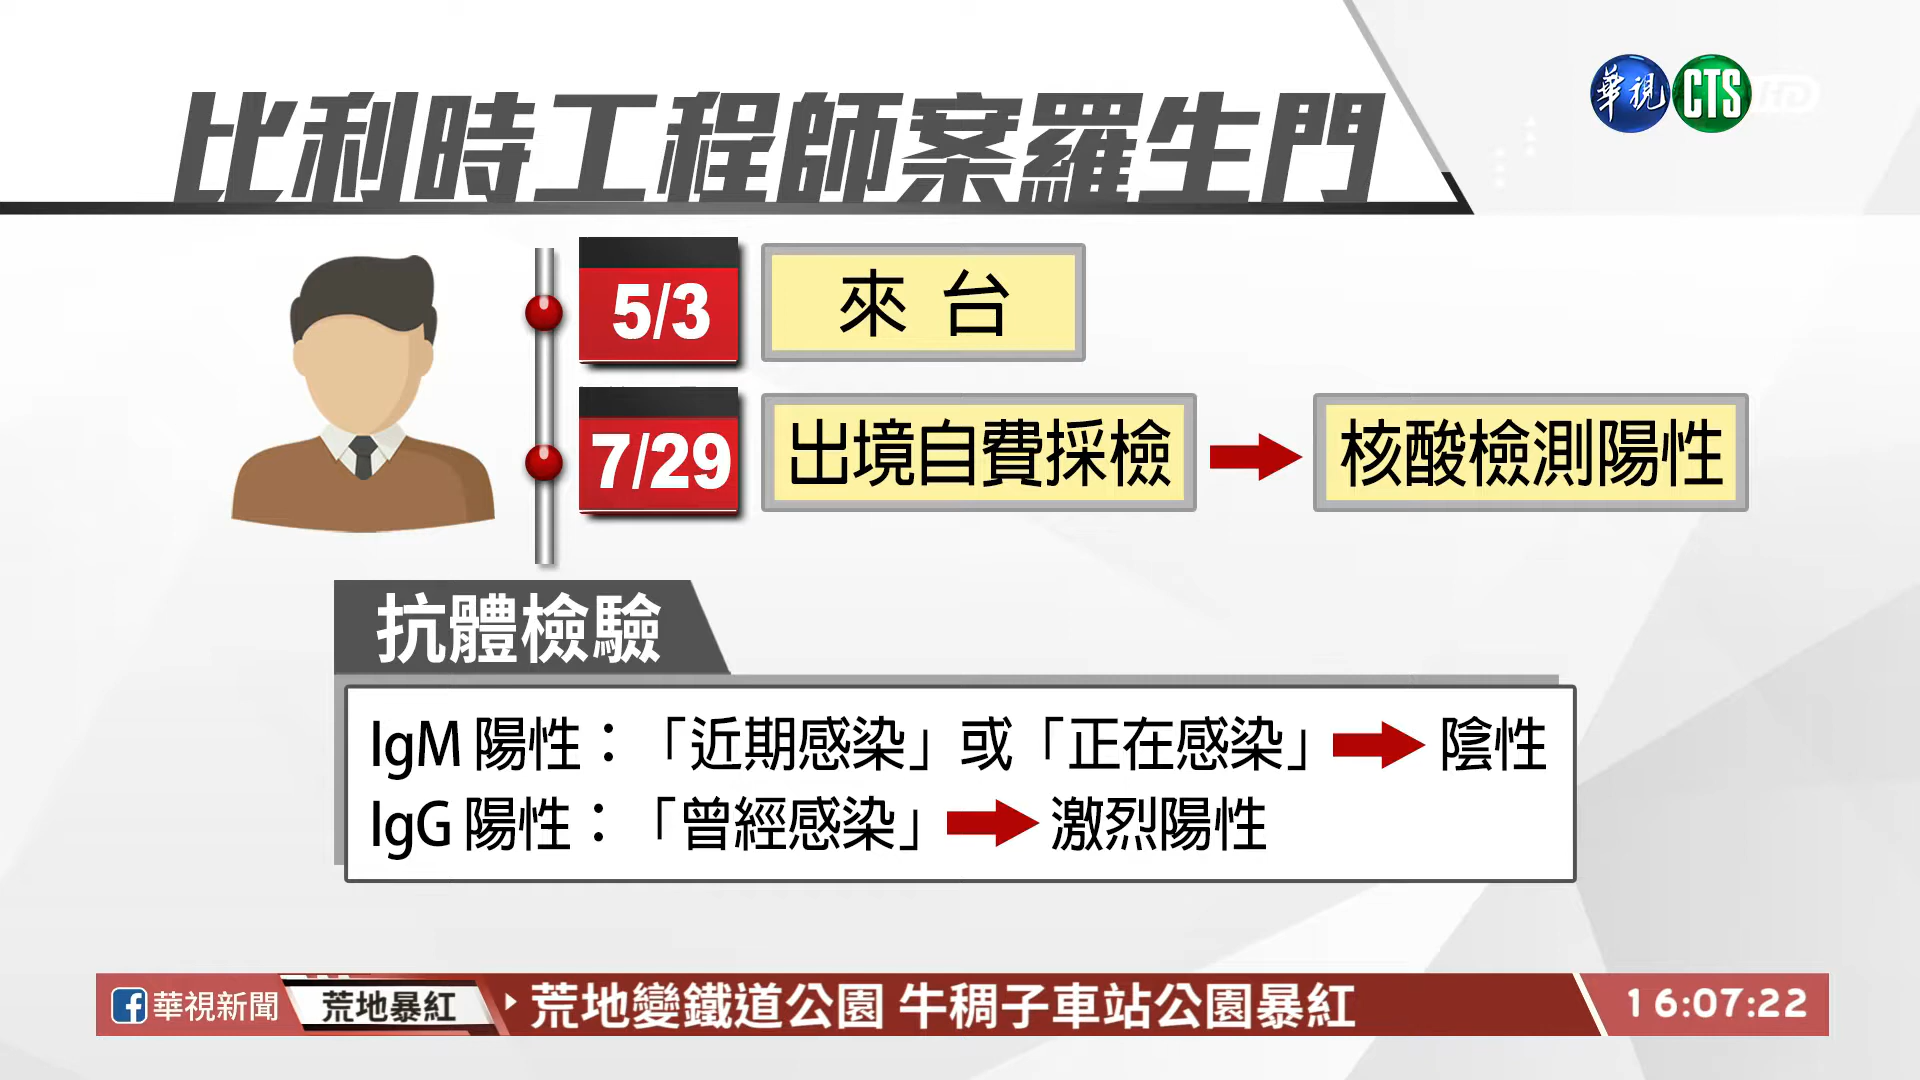 比利時工程師案羅生門
華視 CTS HD
5/3 來台
7/29 出境自費採檢 核酸檢測陽性
抗體檢驗
IgM 陽性：「近期感染」或「正在感染」 陰性
IgG 陽性：「曾經感染」 激烈陽性
華視新聞 荒地暴紅 荒地變鐵道公園 牛稠子車站公園暴紅 16:07:22